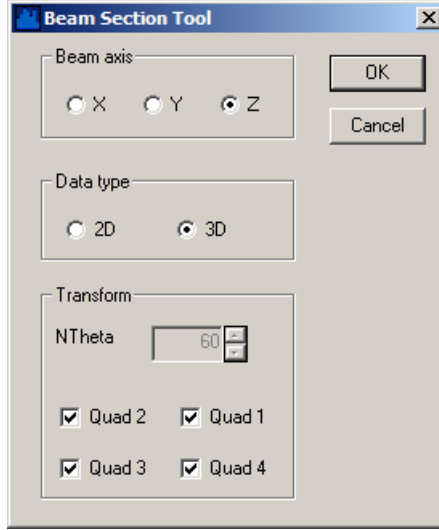 Beam Section Tool
Beam axis
X Y Z
OK
Cancel
Data type
2D 3D
Transform
NTheta 60
Quad 2 Quad 1
Quad 3 Quad 4